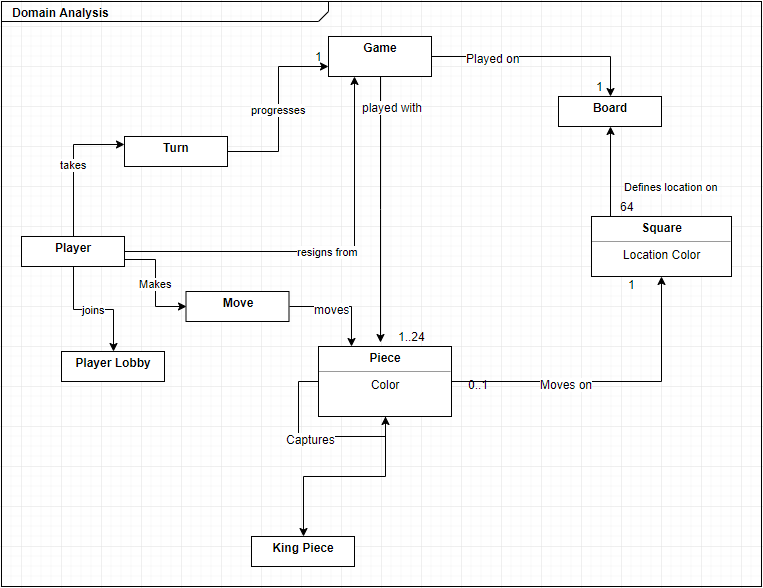 Domain Analysis
Game
1
Played on
1
Board
progresses
played with
Turn
takes
Defines location on
64
Square
Location Color
Player
resigns from
Makes
1
Move
moves
joins
1..24
Player Lobby
Piece
Color
0..1
Moves on
Captures
King Piece